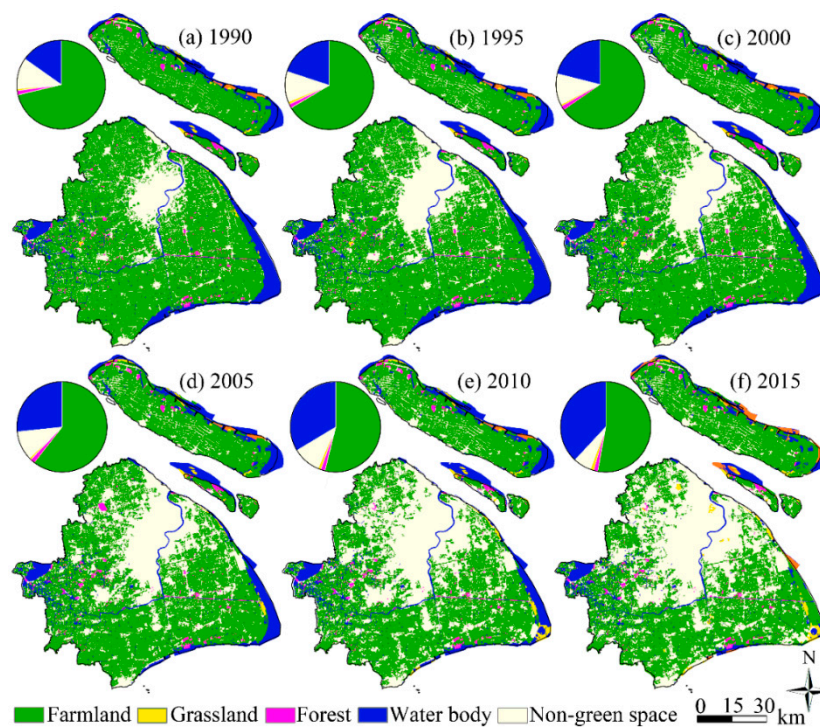 (a) 1990
(b) 1995
(c) 2000
(d) 2005
(e) 2010
(f) 2015
N
Farmland Grassland Forest Water body Non-green space 0 15 30 km